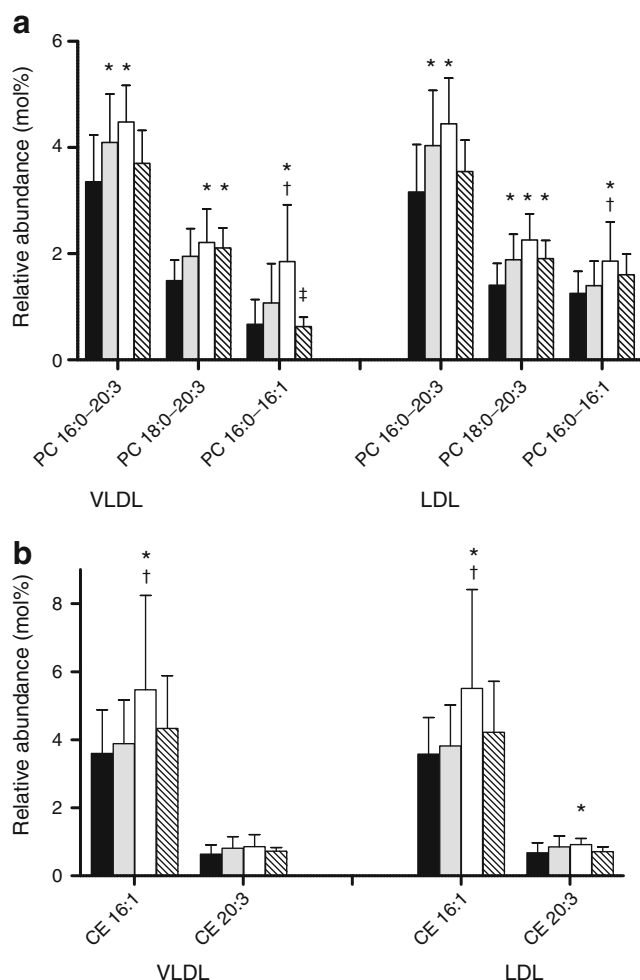 a
Relative abundance (mol%)
6
4
2
0
* *
* *
*
†
‡
* *
* * *
*
†
PC 16:0–20:3
PC 18:0–20:3
PC 16:0–16:1
PC 16:0–20:3
PC 18:0–20:3
PC 16:0–16:1
VLDL
LDL
b
Relative abundance (mol%)
8
6
4
2
0
*
†
*
†
*
CE 16:1
CE 20:3
CE 16:1
CE 20:3
VLDL
LDL